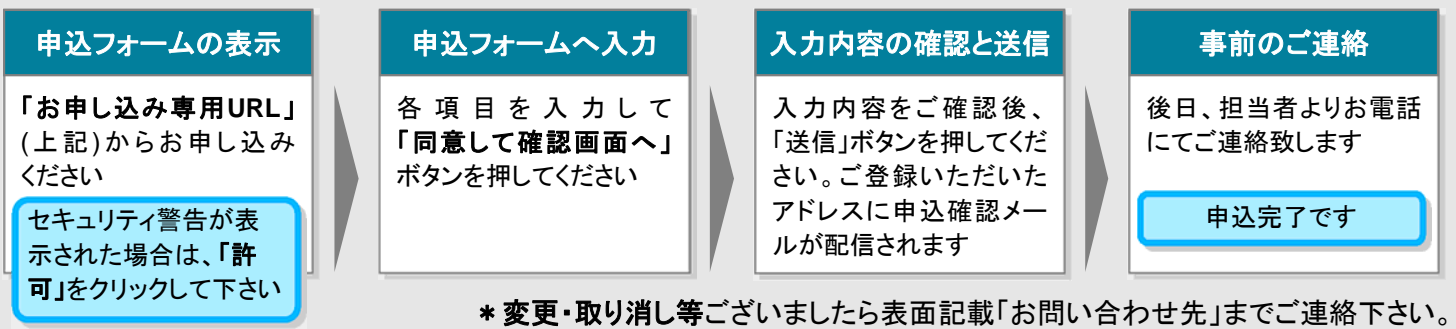 申込フォームの表示
「お申し込み専用URL」
(上記)からお申し込み
ください
セキュリティ警告が表
示された場合は、「許
可」をクリックして下さい
申込フォームへ入力
各項目を入力して
「同意して確認画面へ」
ボタンを押してください
入力内容の確認と送信
入力内容をご確認後、
「送信」ボタンを押してくだ
さい。ご登録いただいた
アドレスに申込確認メー
ルが配信されます
事前のご連絡
後日、担当者よりお電話
にてご連絡致します
申込完了です
＊変更・取り消し等ございましたら表面記載「お問い合わせ先」までご連絡下さい。